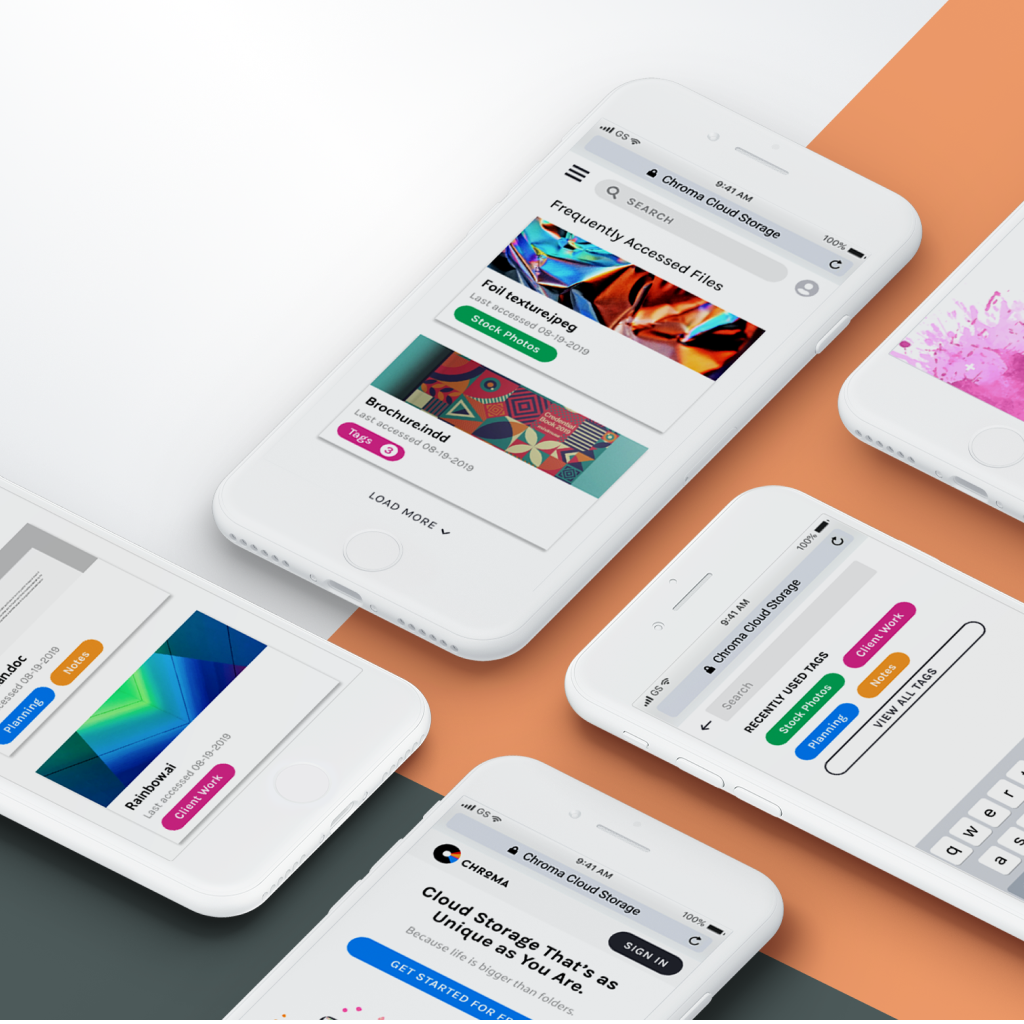 GS
9:41 AM
100%
Chroma Cloud Storage
SEARCH
Frequently Accessed Files
Foil texture.jpeg
Last accessed 08-19-2019
Stock Photos
Credential
Book 2019
Brochure.indd
Last accessed 08-19-2019
Tags 3
LOAD MORE
08-19-2019
Notes
Planning
Rainbow.ai
Last accessed 08-19-2019
Client Work
GS
9:41 AM
100%
Chroma Cloud Storage
Search
RECENTLY USED TAGS
Stock Photos
Client Work
Planning
Notes
VIEW ALL TAGS
q w e r
a s
GS
9:41 AM
100%
Chroma Cloud Storage
CHROMA
SIGN IN
Cloud Storage That's as
Unique as You Are.
Because life is bigger than folders.
GET STARTED FOR